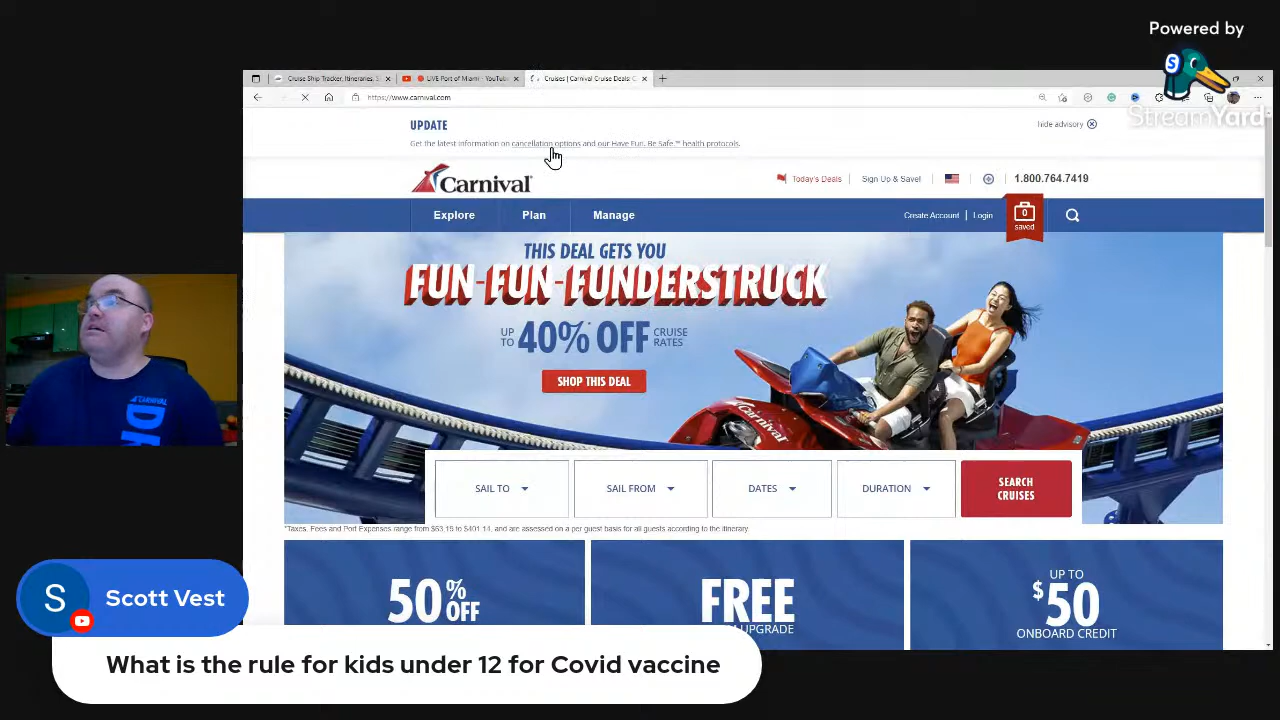 Powered by
StreamYard
Cruise Ship Tracker, Itineraries, S
LIVE Port of Miami - YouTube
Cruises | Carnival Cruise Deals: C
https://www.carnival.com
UPDATE
hide advisory
Get the latest information on cancellation options and our Have Fun. Be Safe.™ health protocols.
Carnival
Today's Deals
Sign Up & Save!
1.800.764.7419
Explore
Plan
Manage
Create Account
Login
0
saved
THIS DEAL GETS YOU
FUN-FUN-FUNDERSTRUCK
UP TO 40%* OFF CRUISE RATES
SHOP THIS DEAL
Carnival
SAIL TO
SAIL FROM
DATES
DURATION
SEARCH
CRUISES
*Taxes, Fees and Port Expenses range from $63.15 to $401.14, and are assessed on a per guest basis for all guests according to the itinerary.
50% OFF
FREE
UPGRADE
UP TO
$50
ONBOARD CREDIT
S
Scott Vest
What is the rule for kids under 12 for Covid vaccine